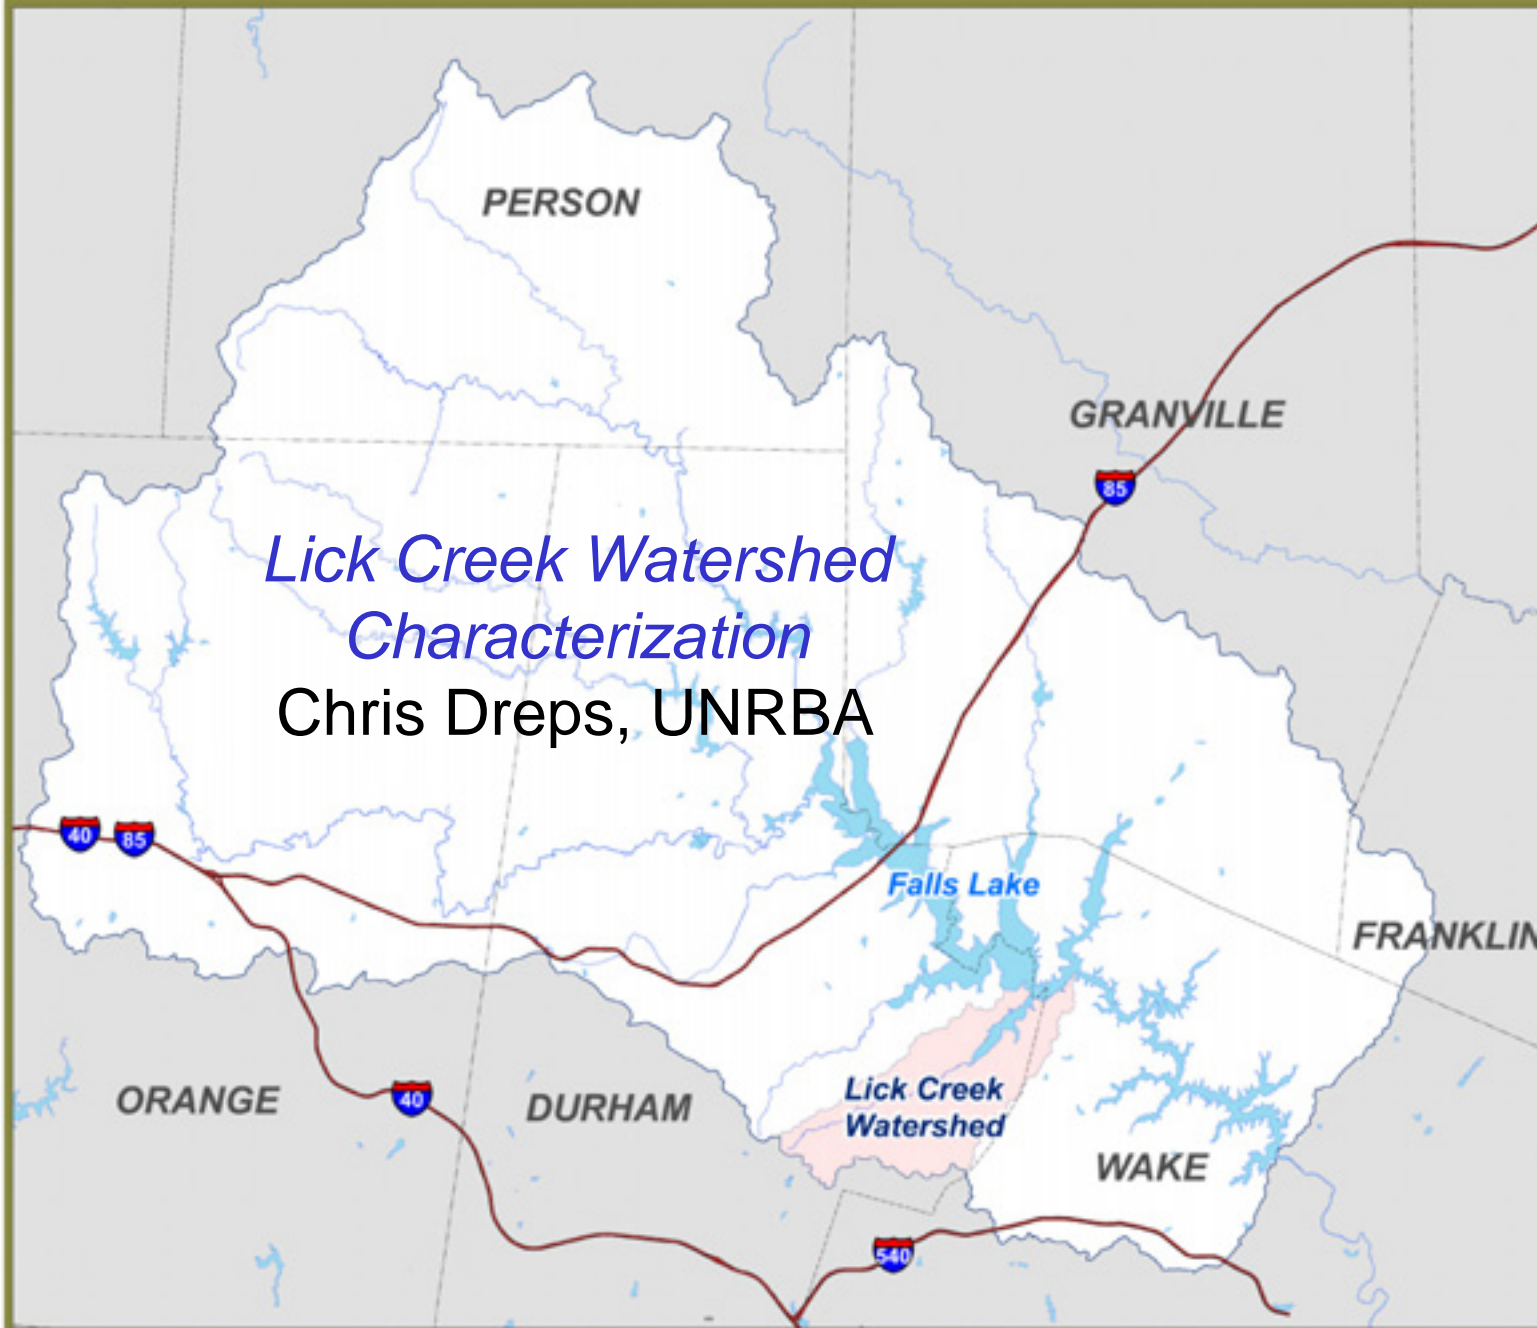 PERSON
GRANVILLE
85
Lick Creek Watershed
Characterization
Chris Dreps, UNRBA
40
85
Falls Lake
FRANKLIN
Lick Creek
Watershed
ORANGE
40
DURHAM
WAKE
540